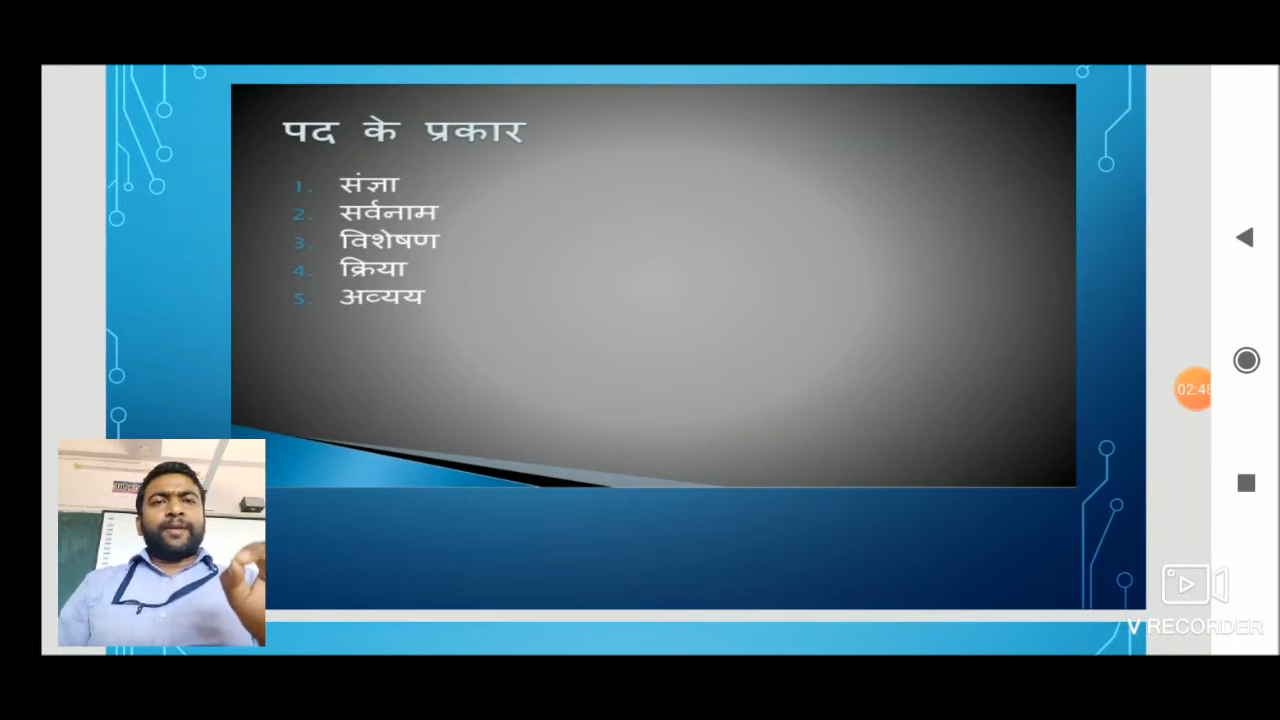 पद के प्रकार
1. संज्ञा
2. सर्वनाम
3. विशेषण
4. क्रिया
5. अव्यय
02:48
V RECORDER